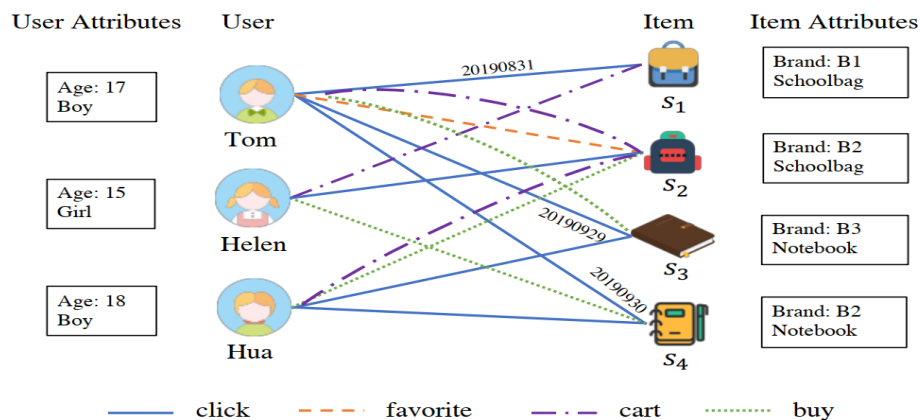 User Attributes
User
Item
Item Attributes
20190831
Age: 17
Boy
Brand: B1
Schoolbag
s1
Tom
Brand: B2
Schoolbag
s2
Age: 15
Girl
20190929
Helen
Brand: B3
Notebook
s3
20190930
Age: 18
Boy
Brand: B2
Notebook
Hua
s4
click
favorite
cart
buy